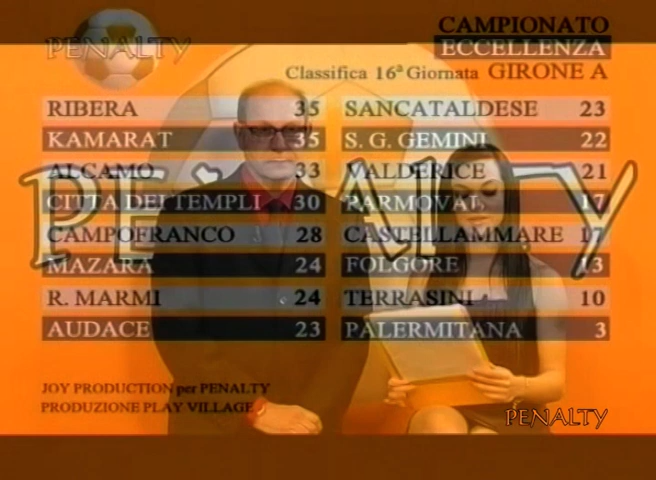 PENALTY
CAMPIONATO
ECCELLENZA
Classifica 16ª Giornata GIRONE A
PENALTY
RIBERA 35
KAMARAT 35
ALCAMO 33
CITTA DEI TEMPLI 30
CAMPOFRANCO 28
MAZARA 24
R. MARMI 24
AUDACE 23
SANCATALDESE 23
S. G. GEMINI 22
VALDERICE 21
PARMOVAL 17
CASTELLAMMARE 17
FOLGORE 13
TERRASINI 10
PALERMITANA 3
JOY PRODUCTION per PENALTY
PRODUZIONE PLAY VILLAGE
PENALTY